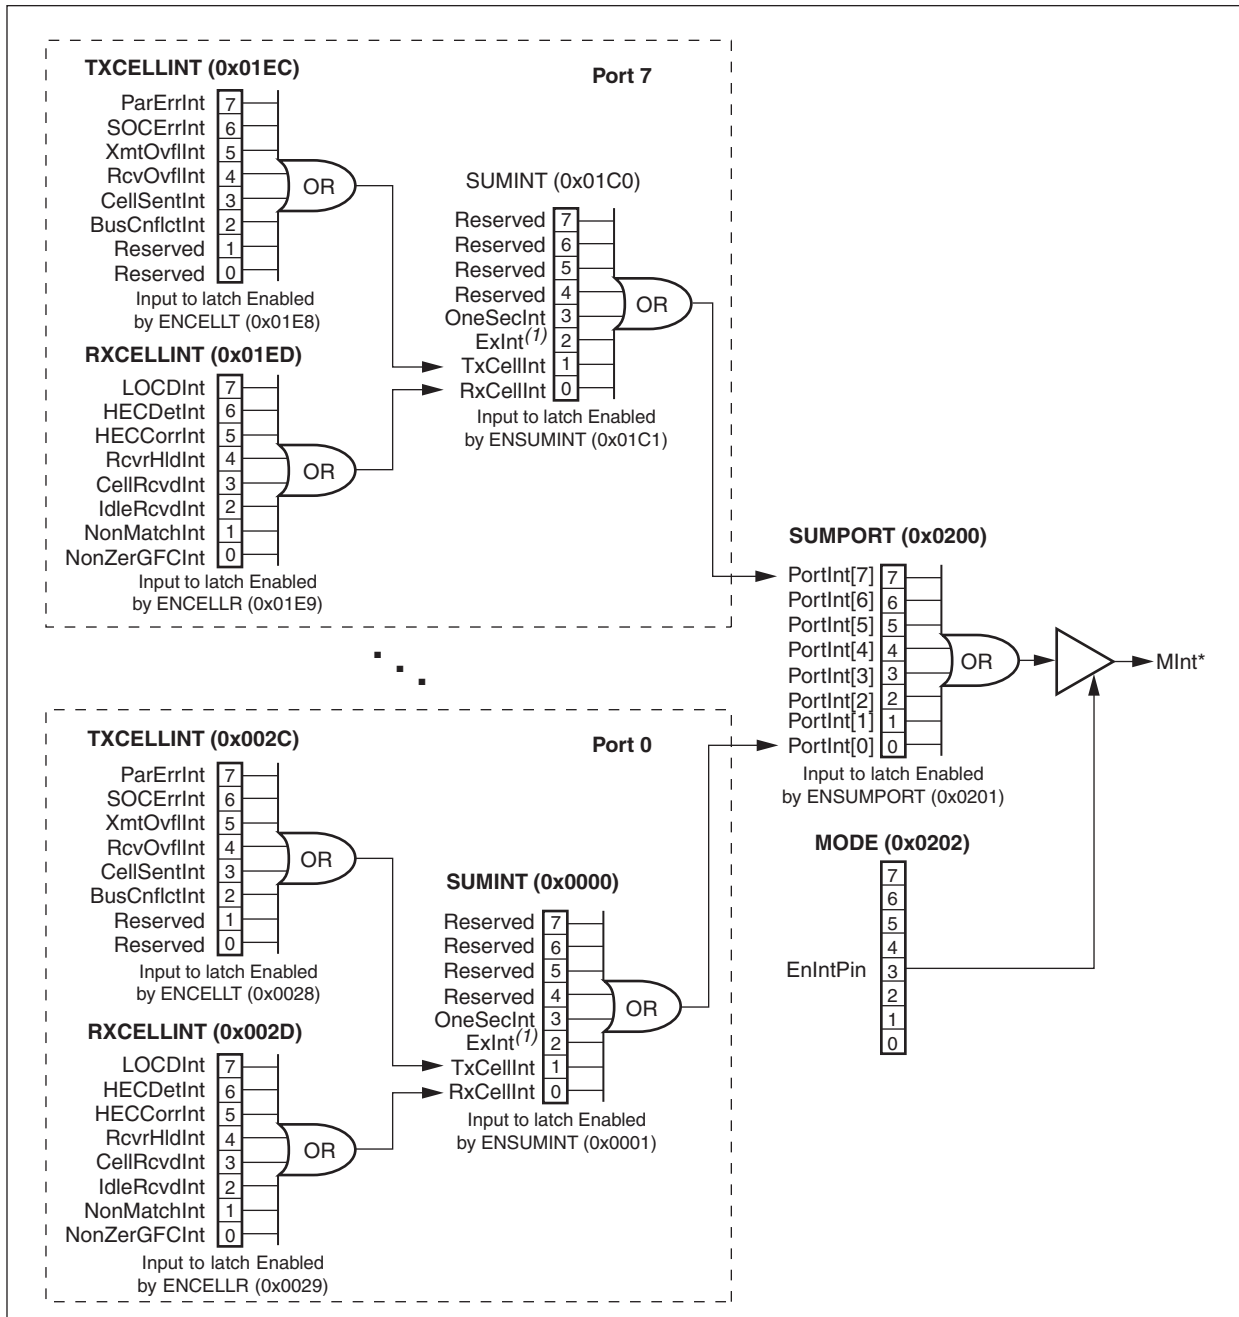 TXCELLINT (0x01EC)
Port 7
ParErrInt 7
SOCErrInt 6
XmtOvflInt 5
RcvOvflInt 4
CellSentInt 3
BusCnflctInt 2
Reserved 1
Reserved 0
OR
Input to latch Enabled
by ENCELLT (0x01E8)
RXCELLINT (0x01ED)
LOCDInt 7
HECDetInt 6
HECCorrInt 5
RcvrHldInt 4
CellRcvdInt 3
IdleRcvdInt 2
NonMatchInt 1
NonZerGFCInt 0
OR
Input to latch Enabled
by ENCELLR (0x01E9)
SUMINT (0x01C0)
Reserved 7
Reserved 6
Reserved 5
Reserved 4
OneSecInt 3
ExInt(1) 2
TxCellInt 1
RxCellInt 0
OR
Input to latch Enabled
by ENSUMINT (0x01C1)
SUMPORT (0x0200)
PortInt[7] 7
PortInt[6] 6
PortInt[5] 5
PortInt[4] 4
PortInt[3] 3
PortInt[2] 2
PortInt[1] 1
PortInt[0] 0
OR
MInt*
Input to latch Enabled
by ENSUMPORT (0x0201)
MODE (0x0202)
7
6
5
4
EnIntPin 3
2
1
0
TXCELLINT (0x002C)
Port 0
ParErrInt 7
SOCErrInt 6
XmtOvflInt 5
RcvOvflInt 4
CellSentInt 3
BusCnflctInt 2
Reserved 1
Reserved 0
OR
Input to latch Enabled
by ENCELLT (0x0028)
RXCELLINT (0x002D)
LOCDInt 7
HECDetInt 6
HECCorrInt 5
RcvrHldInt 4
CellRcvdInt 3
IdleRcvdInt 2
NonMatchInt 1
NonZerGFCInt 0
OR
Input to latch Enabled
by ENCELLR (0x0029)
SUMINT (0x0000)
Reserved 7
Reserved 6
Reserved 5
Reserved 4
OneSecInt 3
ExInt(1) 2
TxCellInt 1
RxCellInt 0
OR
Input to latch Enabled
by ENSUMINT (0x0001)